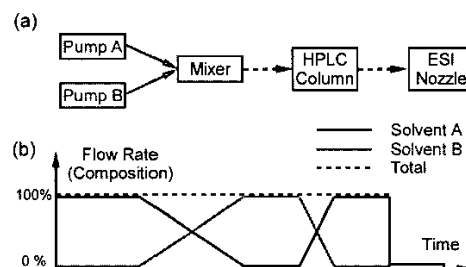 (a)
Pump A
Pump B
Mixer
HPLC
Column
ESI
Nozzle
Solvent A
Solvent B
Total
(b)
Flow Rate
(Composition)
100%
0 %
Time